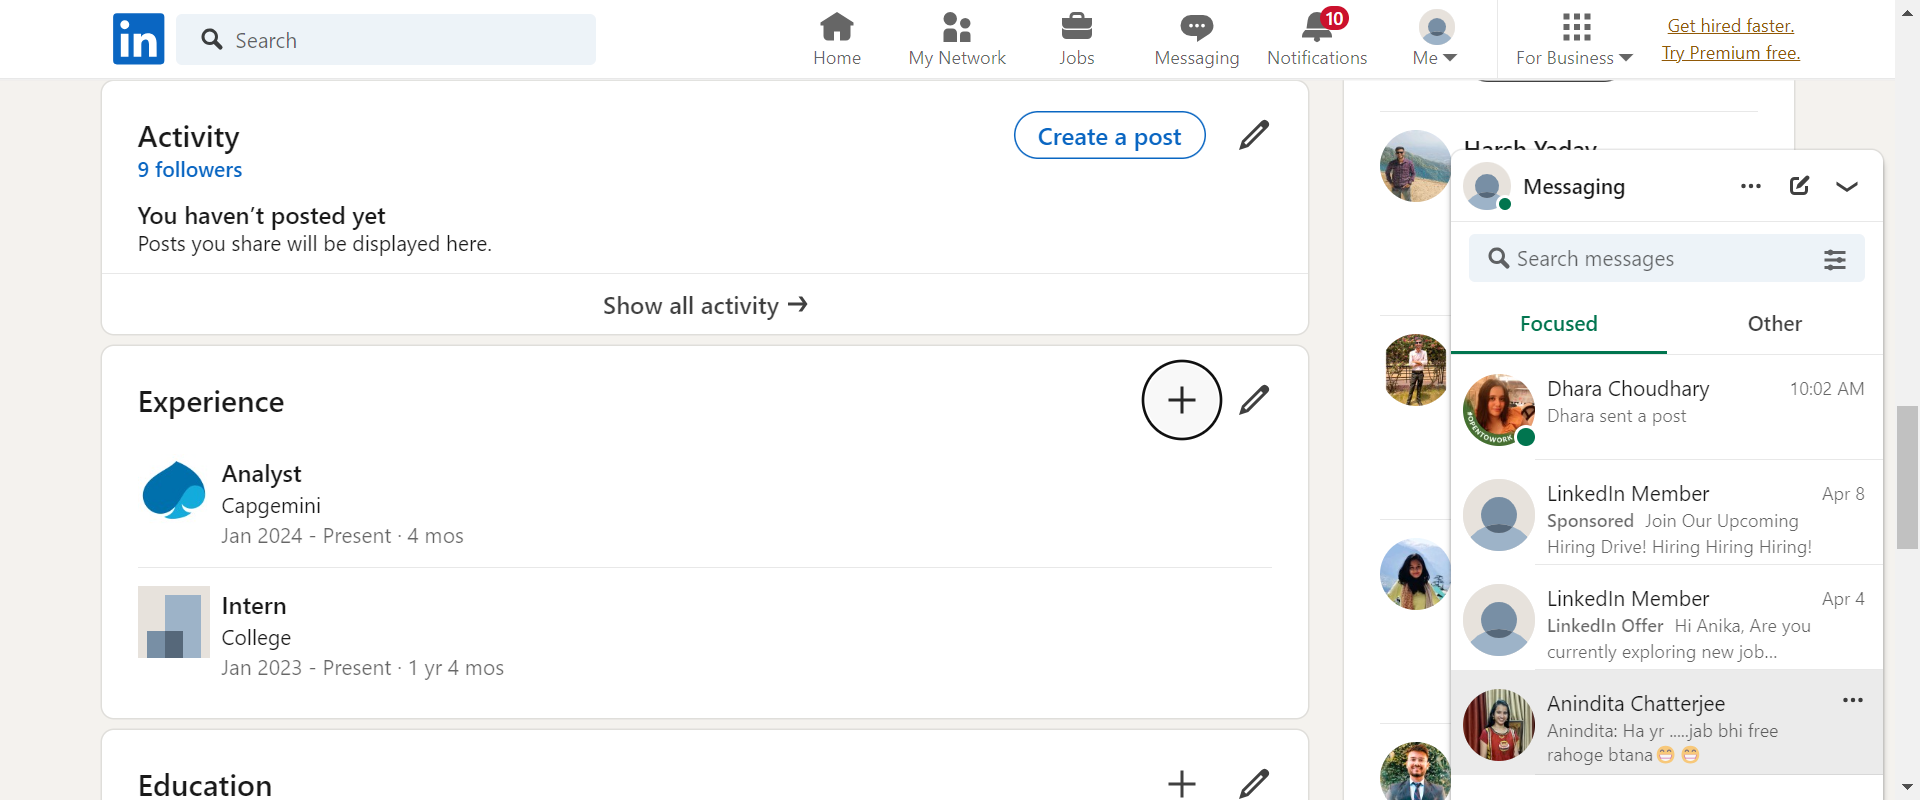 in
Search
Home
My Network
Jobs
Messaging
10
Notifications
Me
For Business
Get hired faster.
Try Premium free.
Activity
9 followers
Create a post
You haven’t posted yet
Posts you share will be displayed here.
Show all activity →
Experience
Analyst
Capgemini
Jan 2024 - Present · 4 mos
Intern
College
Jan 2023 - Present · 1 yr 4 mos
Education
Harsh Yadav
Messaging
Search messages
Focused
Other
Dhara Choudhary
10:02 AM
Dhara sent a post
#OPENTOWORK
LinkedIn Member
Apr 8
Sponsored Join Our Upcoming
Hiring Drive! Hiring Hiring Hiring!
LinkedIn Member
Apr 4
LinkedIn Offer Hi Anika, Are you
currently exploring new job...
Anindita Chatterjee
Anindita: Ha yr .....jab bhi free
rahoge btana😁😁